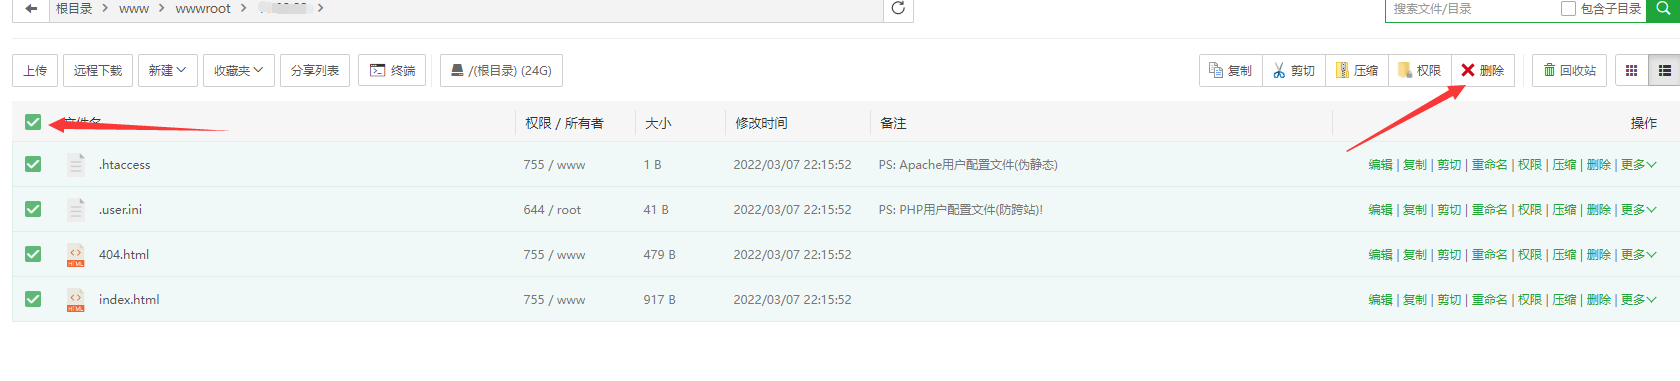 根目录 www wwwroot
搜索文件/目录 包含子目录
上传 远程下载 新建 收藏夹 分享列表 终端 /(根目录) (24G) 复制 剪切 压缩 权限 删除 回收站
文件名 权限 / 所有者 大小 修改时间 备注 操作
.htaccess 755 / www 1 B 2022/03/07 22:15:52 PS: Apache用户配置文件(伪静态) 编辑 | 复制 | 剪切 | 重命名 | 权限 | 压缩 | 删除 | 更多
.user.ini 644 / root 41 B 2022/03/07 22:15:52 PS: PHP用户配置文件(防跨站)! 编辑 | 复制 | 剪切 | 重命名 | 权限 | 压缩 | 删除 | 更多
404.html 755 / www 479 B 2022/03/07 22:15:52 编辑 | 复制 | 剪切 | 重命名 | 权限 | 压缩 | 删除 | 更多
index.html 755 / www 917 B 2022/03/07 22:15:52 编辑 | 复制 | 剪切 | 重命名 | 权限 | 压缩 | 删除 | 更多